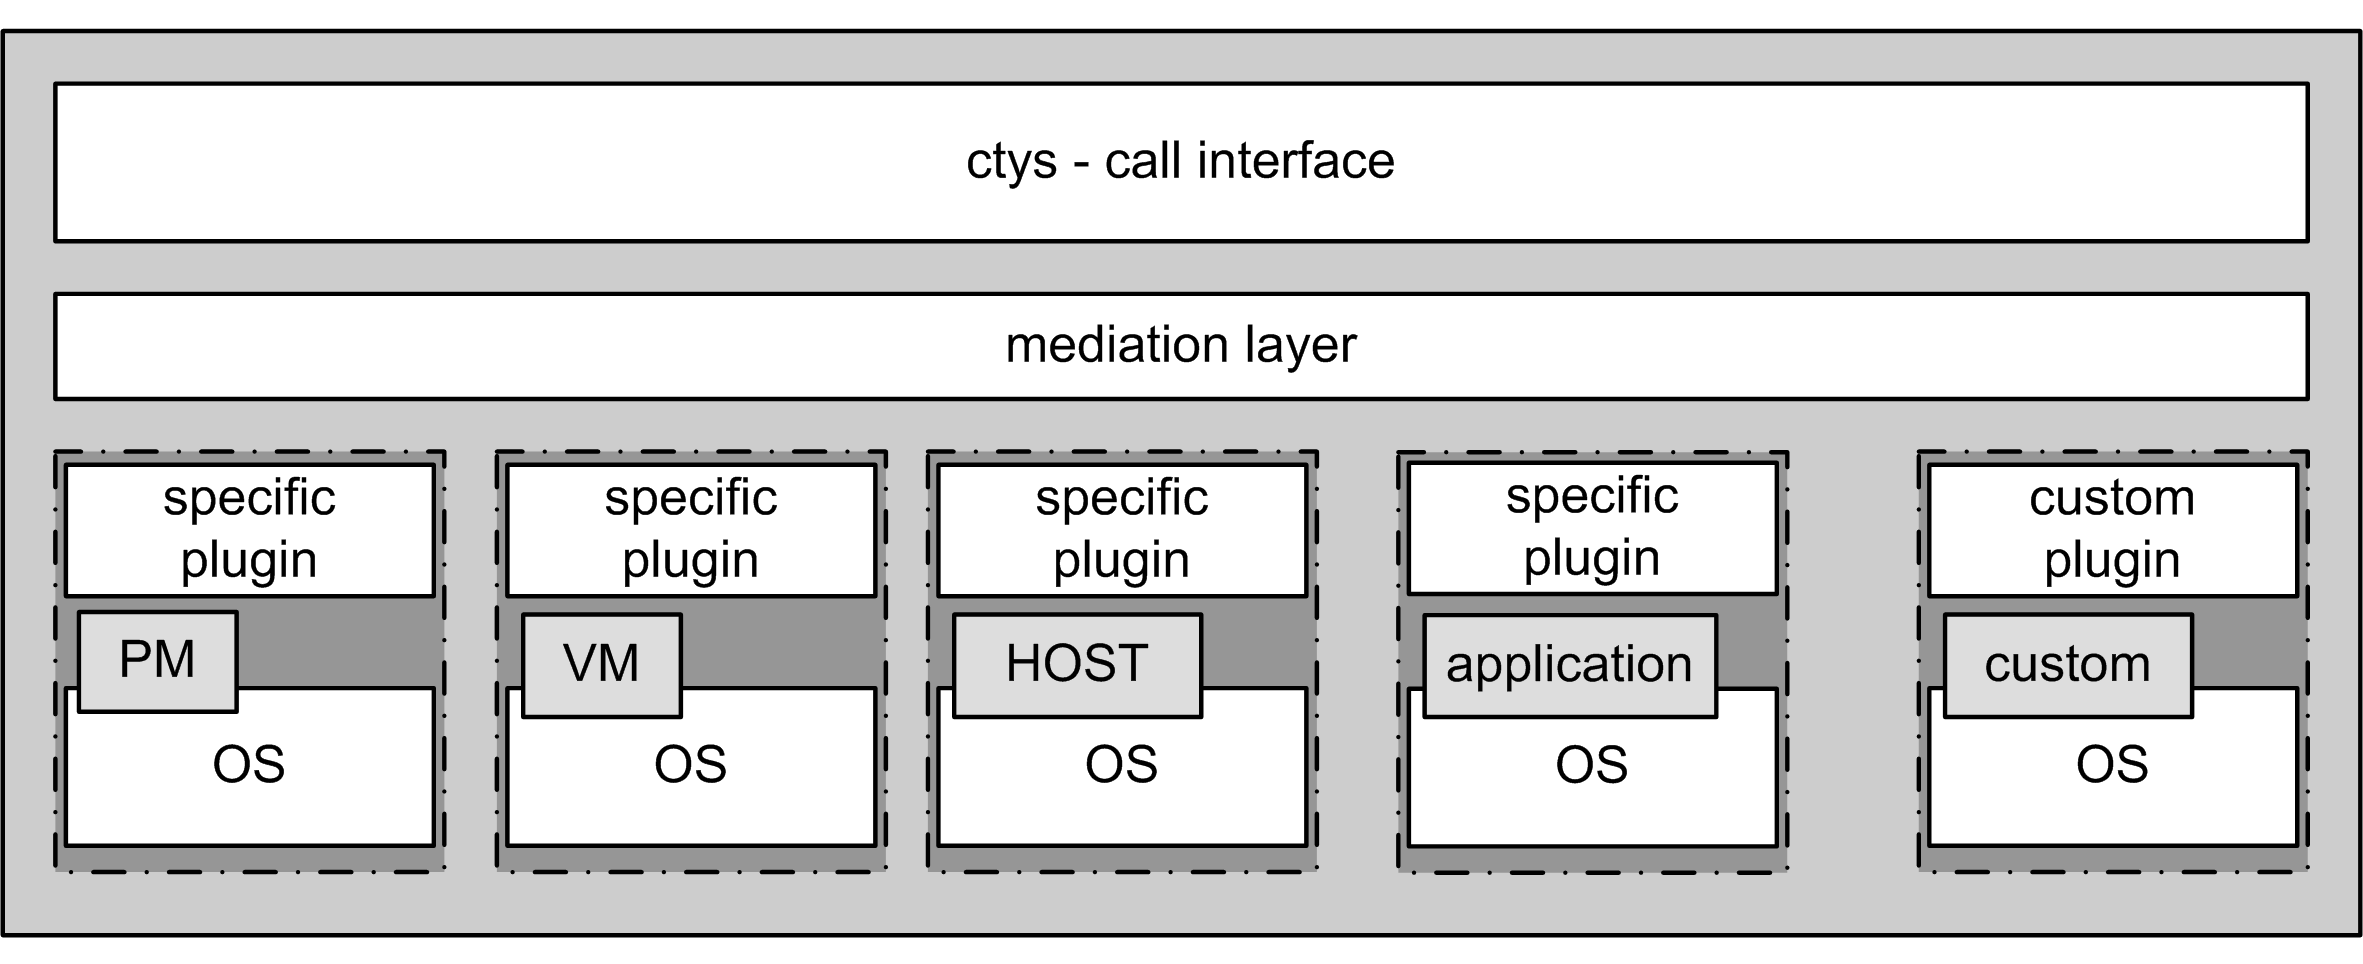 ctys - call interface
mediation layer
specific
plugin
PM
OS
specific
plugin
VM
OS
specific
plugin
HOST
OS
specific
plugin
application
OS
custom
plugin
custom
OS